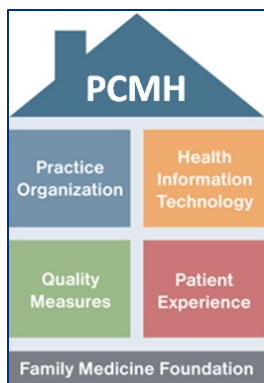 PCMH
Practice
Organization
Health
Information
Technology
Quality
Measures
Patient
Experience
Family Medicine Foundation